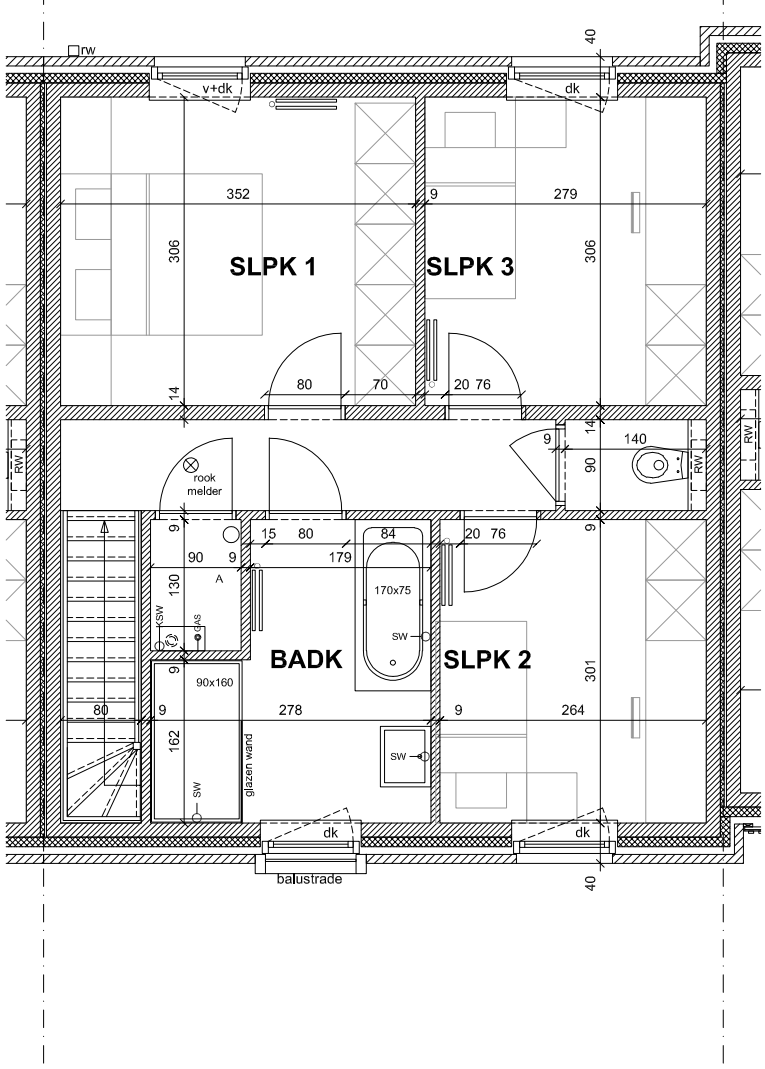 rw
40
v+dk
dk
352
9
279
306
SLPK 1
SLPK 3
306
14
80
70
20 76
14
9
140
RW
rook
melder
90
RW
RW
9
15
80
84
20 76
9
90
9
179
130
A
170x75
KSW
GAS
SW
BADK
SLPK 2
301
9
90x160
80
9
278
9
264
162
glazen wand
SW
SW
dk
dk
balustrade
40